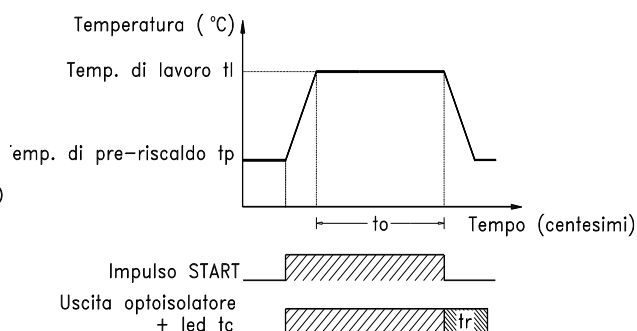 Temperatura (°C)
Temp. di lavoro tl
emp. di pre-riscaldo tp
)
to
Tempo (centesimi)
Impulso START
Uscita optoisolatore
+ led tc
tr